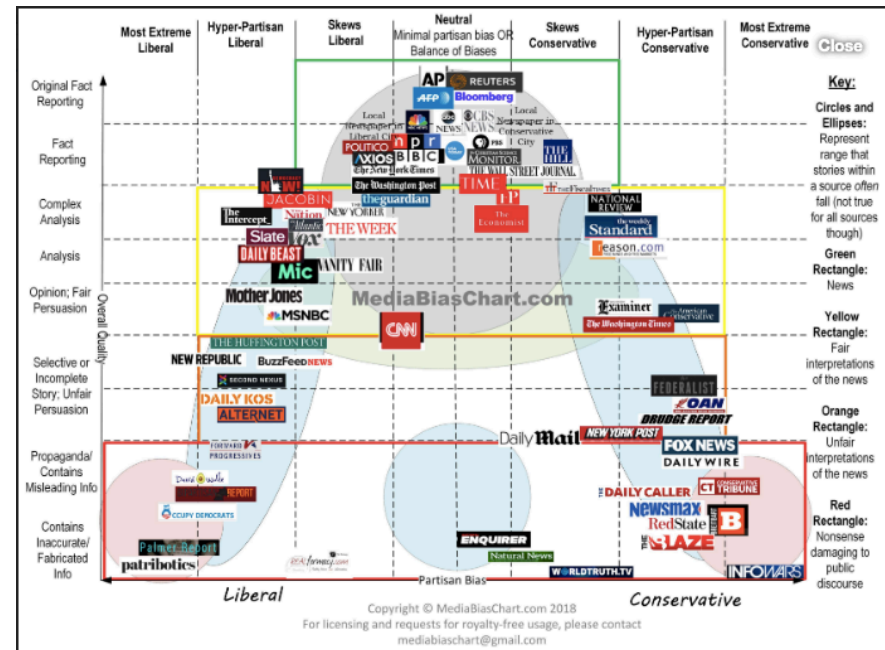 Most Extreme
Liberal
Hyper-Partisan
Liberal
Skews
Liberal
Neutral
Minimal partisan bias OR
Balance of Biases
Skews
Conservative
Hyper-Partisan
Conservative
Most Extreme
Conservative
Close
Original Fact
Reporting
Fact
Reporting
Complex
Analysis
Analysis
Opinion; Fair
Persuasion
Selective or
Incomplete
Story; Unfair
Persuasion
Propaganda/
Contains
Misleading Info
Contains
Inaccurate/
Fabricated
Info
Overall Quality
AP
REUTERS
AFP
Bloomberg
Local
Newspaper in
Liberal City
abc
NEWS
CBS
NEWS
Local
Newspaper in
Conservative
City
POLITICO
npr
PBS
AXIOS
BBC
MONITOR
THE
HILL
The New York Times
THE WALL STREET JOURNAL
The Washington Post
TIME
theguardian
FP
The
Economist
NOW!
JACOBIN
The
Intercept_
Nation
NEW YORKER
Atlantic
Slate
Vox
THE WEEK
DAILY BEAST
Mic
VANITY FAIR
Mother Jones
MSNBC
MediaBiasChart.com
CNN
NATIONAL
REVIEW
the weekly
Standard
reason.com
Examiner
The American
Conservative
The Washington Times
THE HUFFINGTON POST
NEW REPUBLIC
BuzzFeedNEWS
SECOND NEXUS
DAILY KOS
ALTERNET
FORWARD
PROGRESSIVES
THE
FEDERALIST
OAN
DRUDGE REPORT
Daily Mail
NEW YORK POST
FOX NEWS
DAILY WIRE
REPORT
OCCUPY DEMOCRATS
Palmer Report
patribotics
ENQUIRER
Natural News
WORLDTRUTH.TV
THE DAILY CALLER
CT CONSERVATIVE
TRIBUNE
Newsmax
RedState
B
THE
BLAZE
INFOWARS
Partisan Bias
Liberal
Conservative
Key:
Circles and
Ellipses:
Represent
range that
stories within
a source often
fall (not true
for all sources
though)
Green
Rectangle:
News
Yellow
Rectangle:
Fair
interpretations
of the news
Orange
Rectangle:
Unfair
interpretations
of the news
Red
Rectangle:
Nonsense
damaging to
public
discourse
Copyright © MediaBiasChart.com 2018
For licensing and requests for royalty-free usage, please contact
mediabiaschart@gmail.com